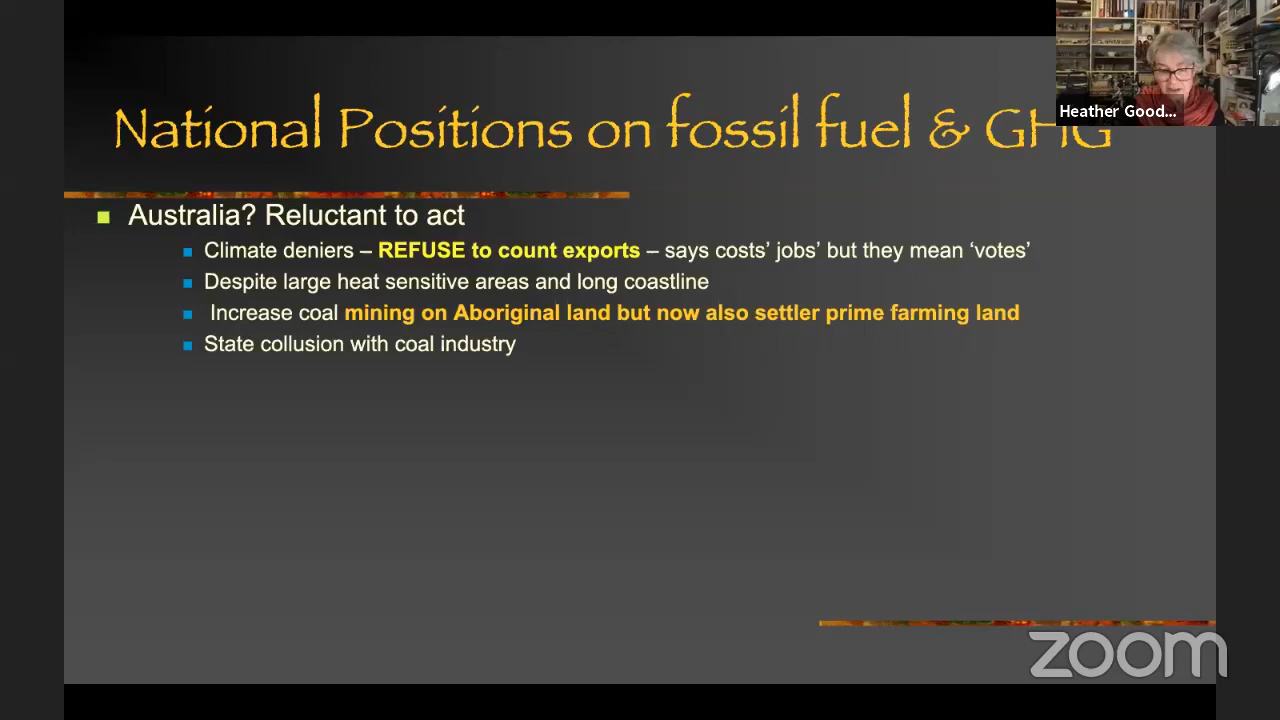 National Positions on fossil fuel & GHG
Heather Good...
Australia? Reluctant to act
Climate deniers – REFUSE to count exports – says costs’ jobs’ but they mean ‘votes’
Despite large heat sensitive areas and long coastline
Increase coal mining on Aboriginal land but now also settler prime farming land
State collusion with coal industry
zoom